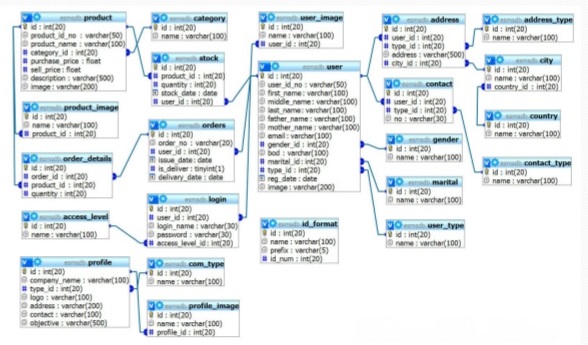 esmsdb product
id : int(20)
product_id_no : varchar(50)
product_name : varchar(100)
category_id : int(20)
purchase_price : float
sell_price : float
description : varchar(500)
image : varchar(200)
esmsdb category
id : int(20)
name : varchar(100)
esmsdb stock
id : int(20)
product_id : int(20)
quantity : int(20)
stock_date : date
user_id : int(20)
esmsdb user_image
id : int(20)
name : varchar(100)
user_id : int(20)
esmsdb user
id : int(20)
user_id_no : varchar(50)
first_name : varchar(100)
middle_name : varchar(100)
last_name : varchar(100)
father_name : varchar(100)
mother_name : varchar(100)
email : varchar(100)
gender_id : int(20)
bod : varchar(100)
marital_id : int(20)
type_id : int(20)
reg_date : date
image : varchar(200)
esmsdb address
id : int(20)
user_id : int(20)
type_id : int(20)
address : varchar(500)
city_id : int(20)
esmsdb address_type
id : int(20)
name : varchar(100)
esmsdb city
id : int(20)
name : varchar(100)
country_id : int(20)
esmsdb contact
id : int(20)
user_id : int(20)
type_id : int(20)
no : varchar(30)
esmsdb country
id : int(20)
name : varchar(100)
esmsdb contact_type
id : int(20)
name : varchar(100)
esmsdb gender
id : int(20)
name : varchar(100)
esmsdb marital
id : int(20)
name : varchar(100)
esmsdb user_type
id : int(20)
name : varchar(100)
esmsdb product_image
id : int(20)
name : varchar(100)
product_id : int(20)
esmsdb orders
id : int(20)
order_no : varchar(20)
user_id : int(20)
issue_date : date
is_deliver : tinyint(1)
delivery_date : date
esmsdb order_details
id : int(20)
order_id : int(20)
product_id : int(20)
quantity : int(20)
esmsdb login
id : int(20)
user_id : int(20)
login_name : varchar(30)
password : varchar(30)
access_level_id : int(20)
esmsdb access_level
id : int(20)
name : varchar(100)
esmsdb id_format
id : int(20)
name : varchar(100)
prefix : varchar(5)
id_num : int(20)
esmsdb profile
id : int(20)
company_name : varchar(100)
type_id : int(20)
logo : varchar(100)
address : varchar(200)
contact : varchar(100)
objective : varchar(500)
esmsdb com_type
id : int(20)
name : varchar(100)
esmsdb profile_image
id : int(20)
name : varchar(100)
profile_id : int(20)